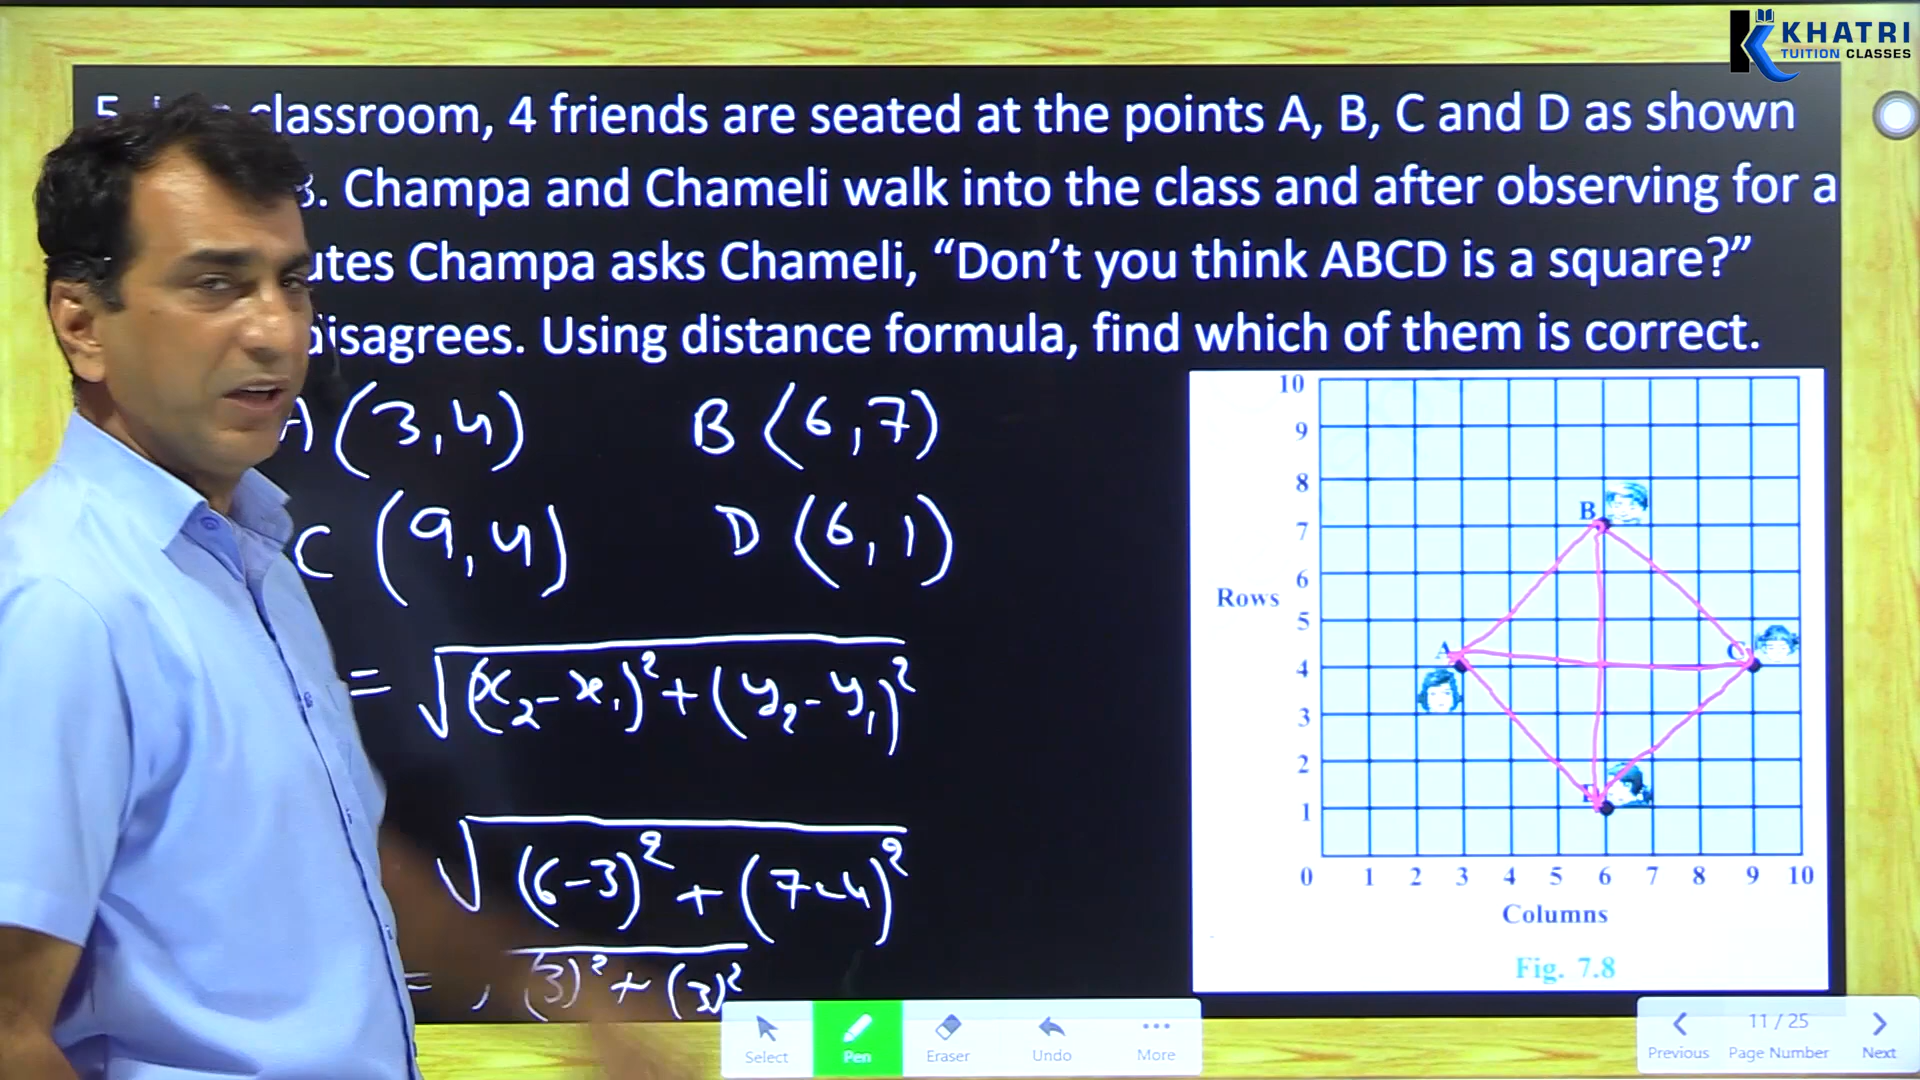 KHATRI
TUITION CLASSES
classroom, 4 friends are seated at the points A, B, C and D as shown
Champa and Chameli walk into the class and after observing for a
Champa asks Chameli, “Don’t you think ABCD is a square?”
disagrees. Using distance formula, find which of them is correct.
A (3,4) B (6,7)
C (9,4) D (6,1)
= √(x₂-x₁)²+(y₂-y₁)²
√(6-3)²+(7-4)²
= (3)²+(3)²
10
9
8
7
6
5
4
3
2
1
Rows
B
A
C
0 1 2 3 4 5 6 7 8 9 10
Columns
Fig. 7.8
Select Pen Eraser Undo More
11 / 25
Previous Page Number Next